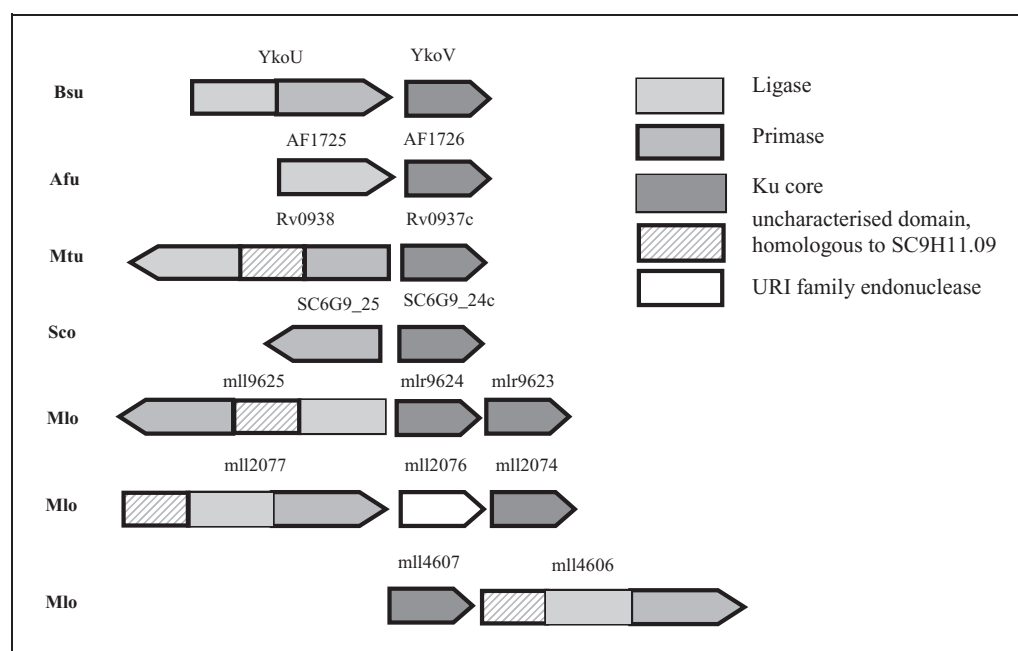 YkoU YkoV
Bsu
AF1725 AF1726
Afu
Rv0938 Rv0937c
Mtu
SC6G9_25 SC6G9_24c
Sco
mll9625 mlr9624 mlr9623
Mlo
mll2077 mll2076 mll2074
Mlo
mll4607 mll4606
Mlo
Ligase
Primase
Ku core
uncharacterised domain,
homologous to SC9H11.09
URI family endonuclease